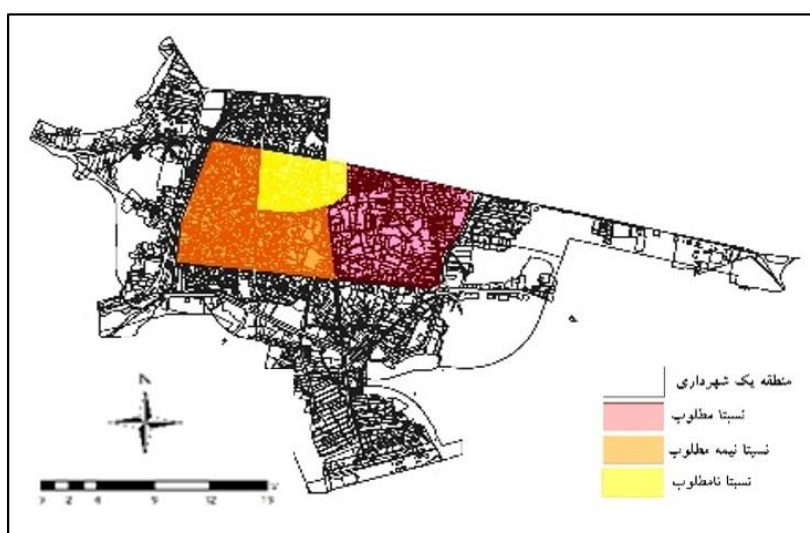 منطقه یک شهرداری
نسبتا مطلوب
نسبتا نیمه مطلوب
نسبتا نامطلوب